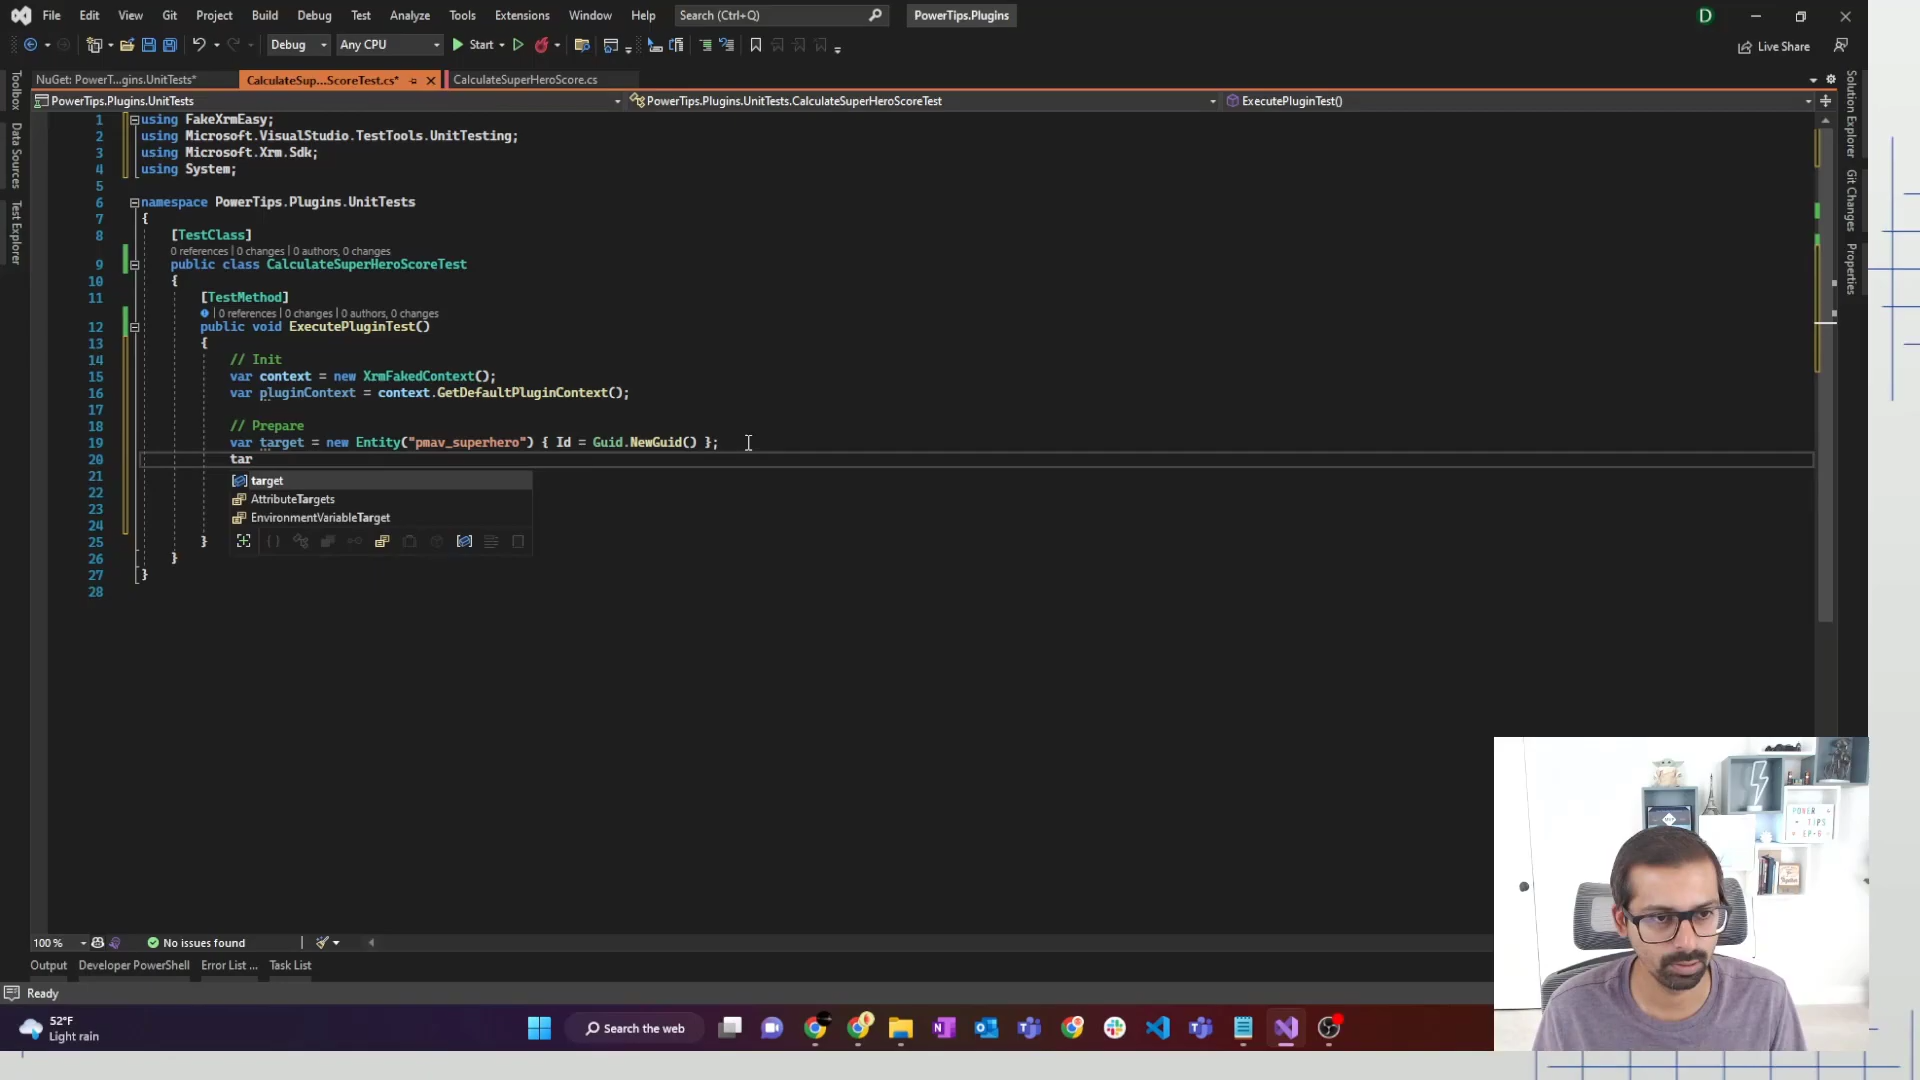 File Edit View Git Project Build Debug Test Analyze Tools Extensions Window Help Search (Ctrl+Q) PowerTips.Plugins D
Debug Any CPU Start Live Share
NuGet: PowerT...gins.UnitTests* CalculateSup...ScoreTest.cs* CalculateSuperHeroScore.cs
PowerTips.Plugins.UnitTests PowerTips.Plugins.UnitTests.CalculateSuperHeroScoreTest ExecutePluginTest()
Toolbox
Data Sources
Test Explorer
Solution Explorer
Git Changes
Properties
1 using FakeXrmEasy;
2 using Microsoft.VisualStudio.TestTools.UnitTesting;
3 using Microsoft.Xrm.Sdk;
4 using System;
5
6 namespace PowerTips.Plugins.UnitTests
7 {
8 [TestClass]
0 references | 0 changes | 0 authors, 0 changes
9 public class CalculateSuperHeroScoreTest
10 {
11 [TestMethod]
| 0 references | 0 changes | 0 authors, 0 changes
12 public void ExecutePluginTest()
13 {
14 // Init
15 var context = new XrmFakedContext();
16 var pluginContext = context.GetDefaultPluginContext();
17
18 // Prepare
19 var target = new Entity("pmav_superhero") { Id = Guid.NewGuid() };
20 tar
21 target
22 AttributeTargets
23 EnvironmentVariableTarget
24
25 }
26 }
27 }
28
POWER
TIPS
EP-6
100 % No issues found
Output Developer PowerShell Error List ... Task List
Ready
52°F
Light rain
Search the web